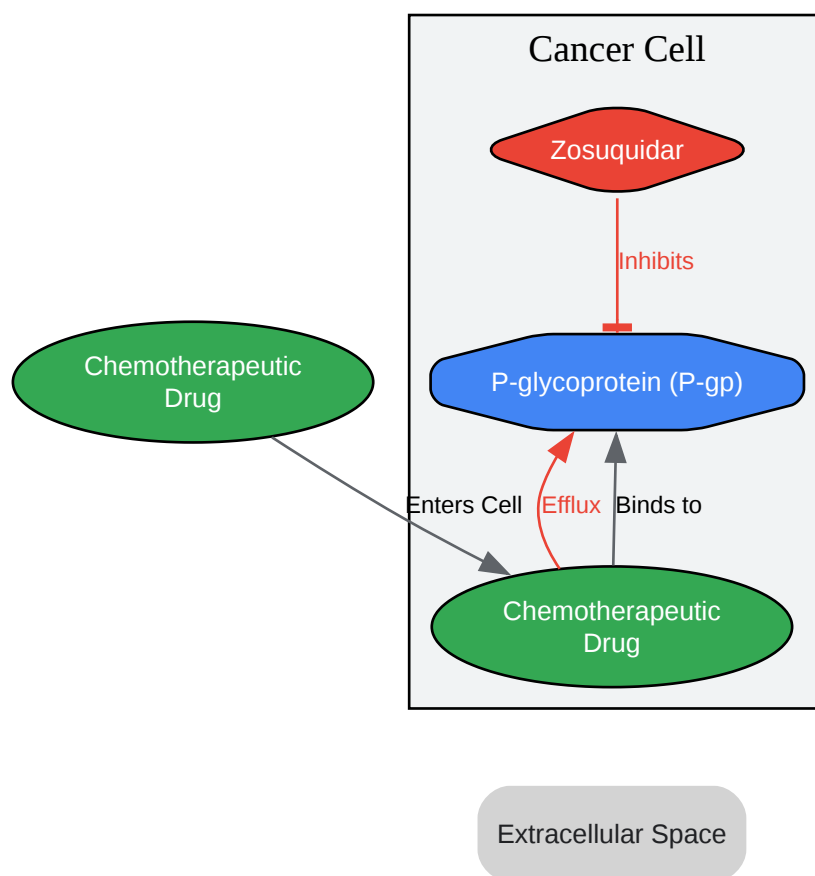 Cancer Cell
Zosuquidar
Inhibits
Chemotherapeutic
Drug
P-glycoprotein (P-gp)
Enters Cell
Efflux
Binds to
Chemotherapeutic
Drug
Extracellular Space